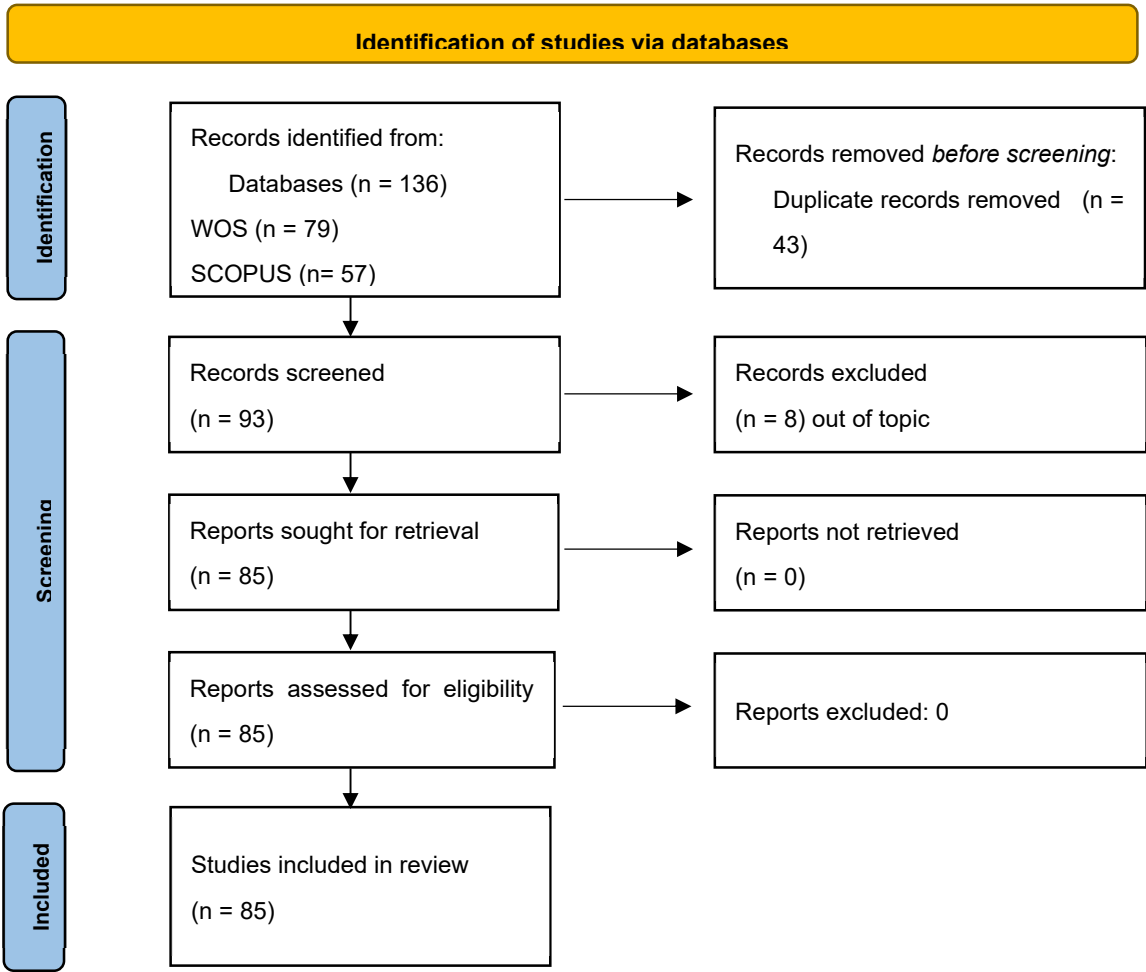 Identification of studies via databases
Identification
Records identified from:
Databases (n = 136)
WOS (n = 79)
SCOPUS (n= 57)
Records removed before screening:
Duplicate records removed (n =
43)
Screening
Records screened
(n = 93)
Records excluded
(n = 8) out of topic
Reports sought for retrieval
(n = 85)
Reports not retrieved
(n = 0)
Reports assessed for eligibility
(n = 85)
Reports excluded: 0
Included
Studies included in review
(n = 85)